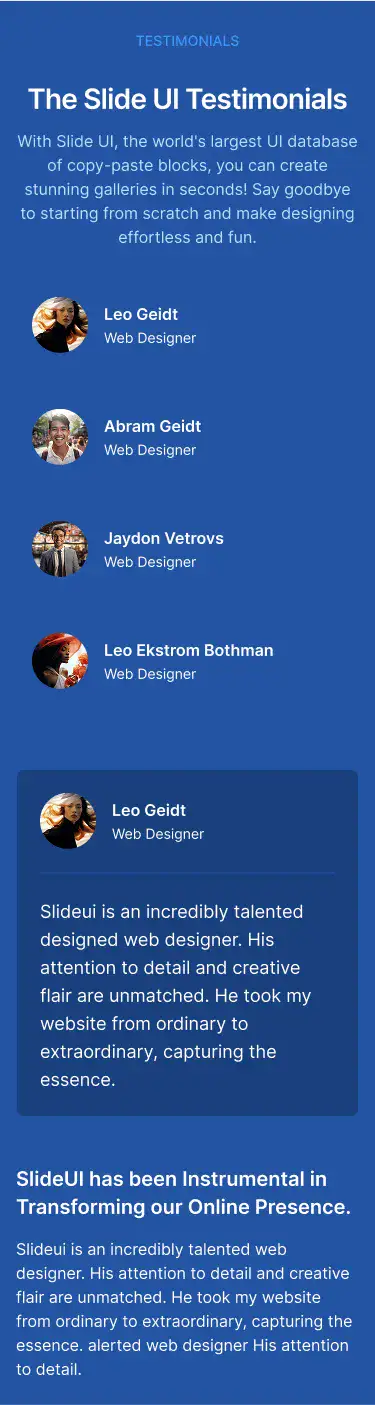 TESTIMONIALS
The Slide UI Testimonials
With Slide UI, the world's largest UI database
of copy-paste blocks, you can create
stunning galleries in seconds! Say goodbye
to starting from scratch and make designing
effortless and fun.
Leo Geidt
Web Designer
Abram Geidt
Web Designer
Jaydon Vetrovs
Web Designer
Leo Ekstrom Bothman
Web Designer
Leo Geidt
Web Designer
Slideui is an incredibly talented
designed web designer. His
attention to detail and creative
flair are unmatched. He took my
website from ordinary to
extraordinary, capturing the
essence.
SlideUI has been Instrumental in
Transforming our Online Presence.
Slideui is an incredibly talented web
designer. His attention to detail and creative
flair are unmatched. He took my website
from ordinary to extraordinary, capturing the
essence. alerted web designer His attention
to detail.